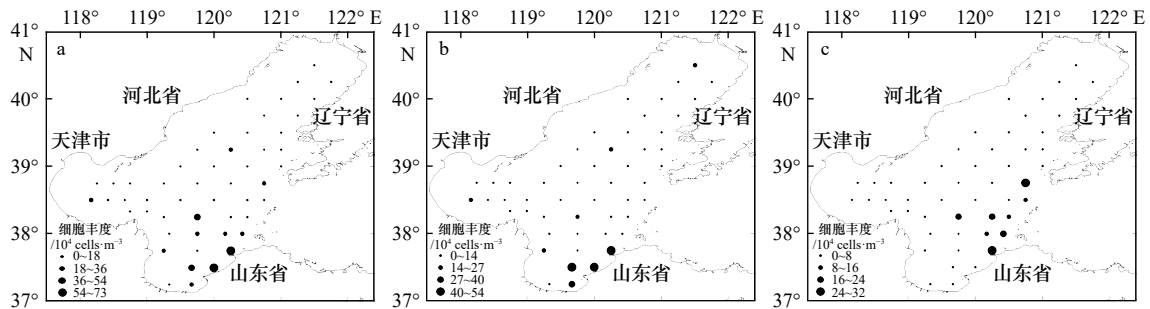 118° 119° 120° 121° 122° E
118° 119° 120° 121° 122° E
118° 119° 120° 121° 122° E
41°
N
40°
39°
38°
37°
a
河北省
辽宁省
天津市
山东省
细胞丰度
/10⁴ cells·m⁻³
0~18
18~36
36~54
54~73
41°
N
40°
39°
38°
37°
b
河北省
辽宁省
天津市
山东省
细胞丰度
/10⁴ cells·m⁻³
0~14
14~27
27~40
40~54
41°
N
40°
39°
38°
37°
c
河北省
辽宁省
天津市
山东省
细胞丰度
/10⁴ cells·m⁻³
0~8
8~16
16~24
24~32